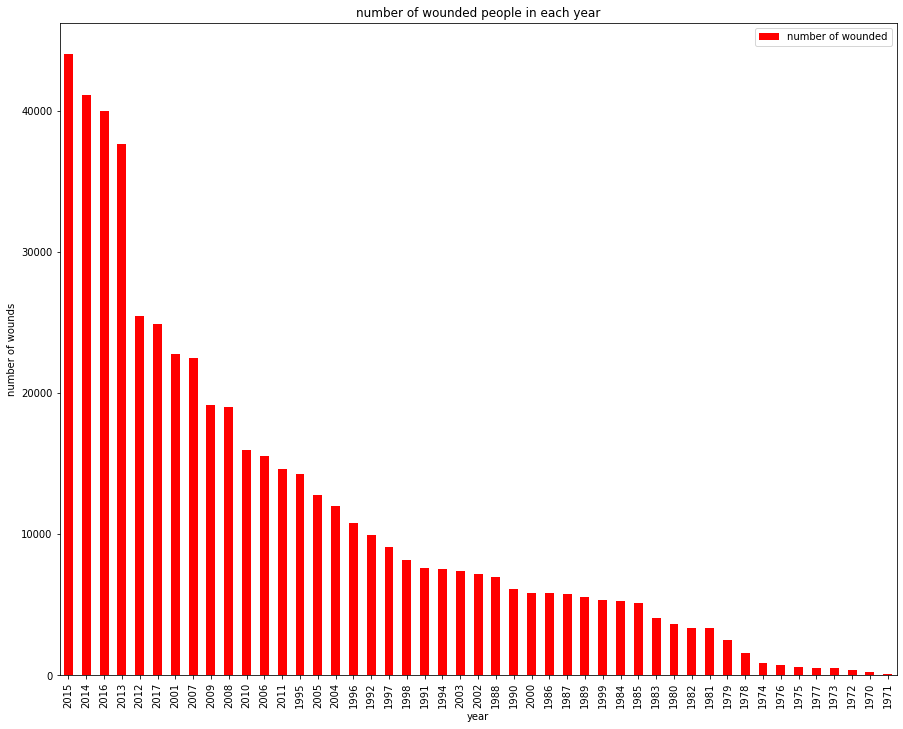 number of wounded people in each year
number of wounded
40000
30000
20000
10000
0
number of wounds
2015 2014 2016 2013 2012 2017 2001 2007 2009 2008 2010 2006 2011 1995 2005 2004 1996 1992 1997 1998 1991 1994 2003 2002 1988 1990 2000 1986 1987 1989 1999 1984 1985 1983 1980 1982 1981 1979 1978 1974 1976 1975 1977 1973 1972 1970 1971
year